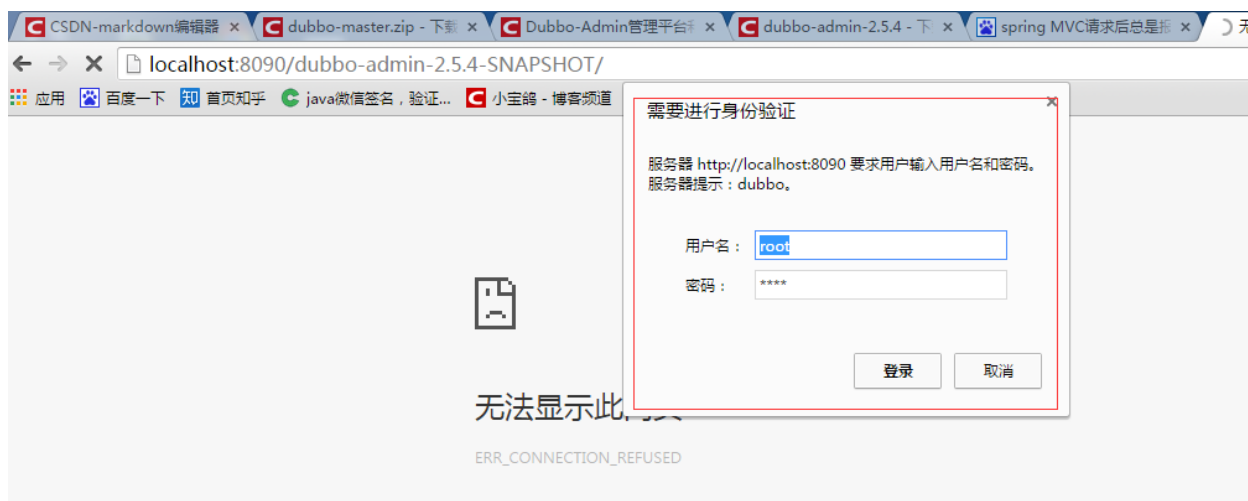 CSDN-markdown编辑器 dubbo-master.zip - 下载 Dubbo-Admin管理平台 dubbo-admin-2.5.4 - 下 spring MVC请求后总是报 无
localhost:8090/dubbo-admin-2.5.4-SNAPSHOT/
应用 百度一下 知 首页知乎 java微信签名，验证... 小宝鸽 - 博客频道
需要进行身份验证
服务器 http://localhost:8090 要求用户输入用户名和密码。
服务器提示：dubbo。
用户名： root
密码： ****
登录 取消
无法显示此
ERR_CONNECTION_REFUSED